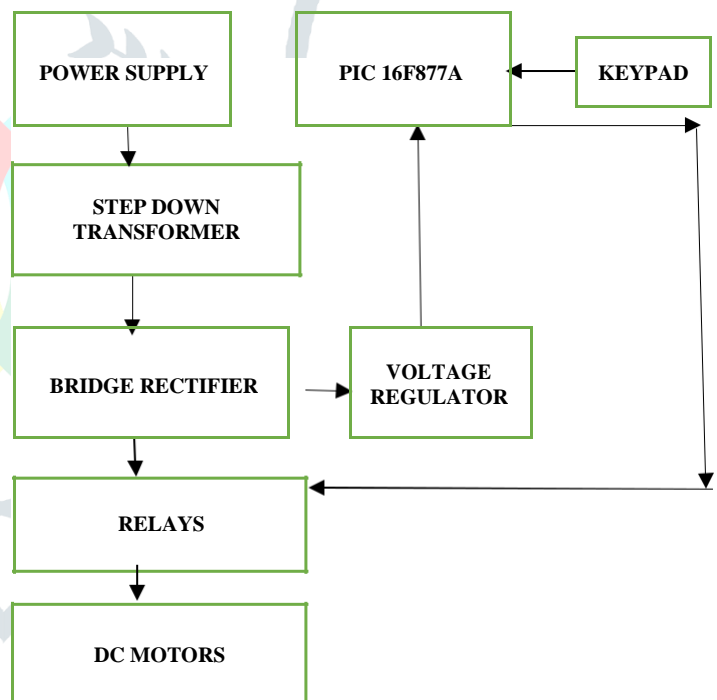 POWER SUPPLY
PIC 16F877A
KEYPAD
STEP DOWN
TRANSFORMER
BRIDGE RECTIFIER
VOLTAGE
REGULATOR
RELAYS
DC MOTORS